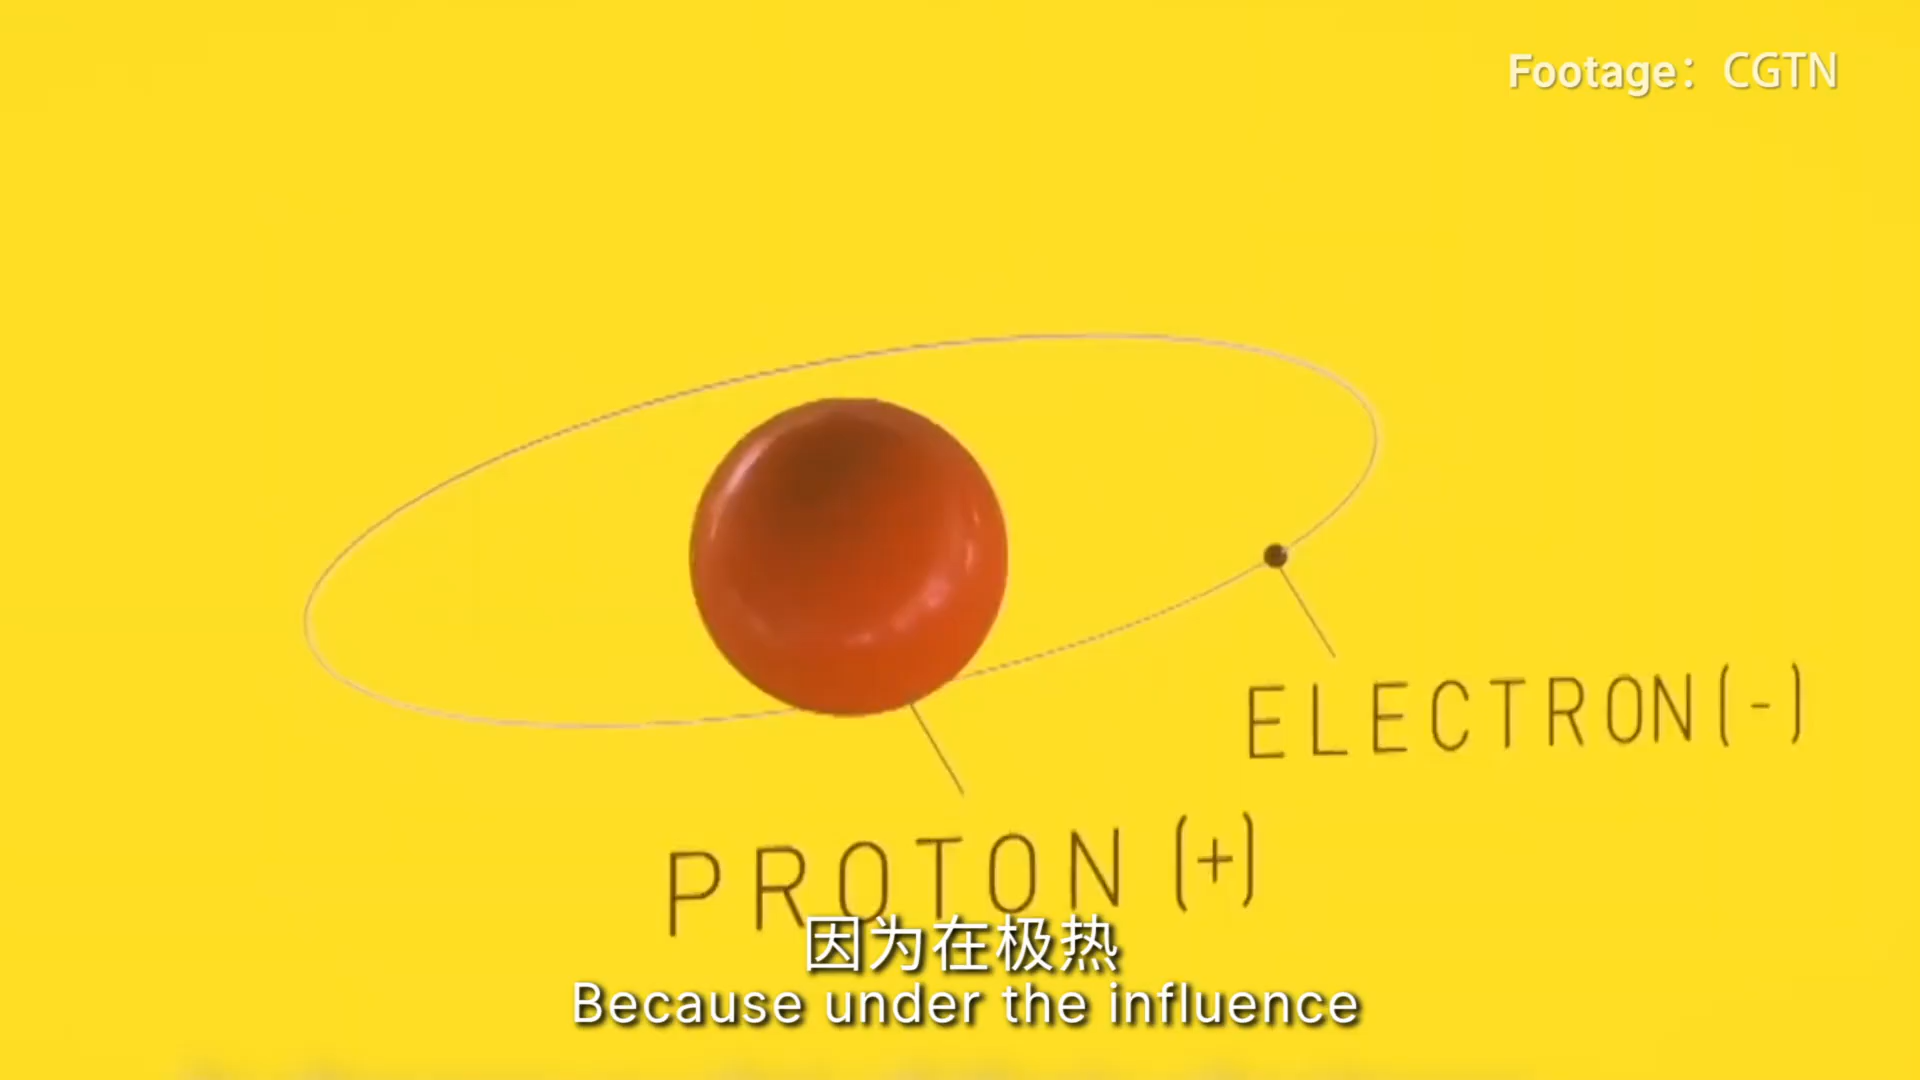 Footage：CGTN
ELECTRON(-)
PROTON (+)
因为在极热
Because under the influence